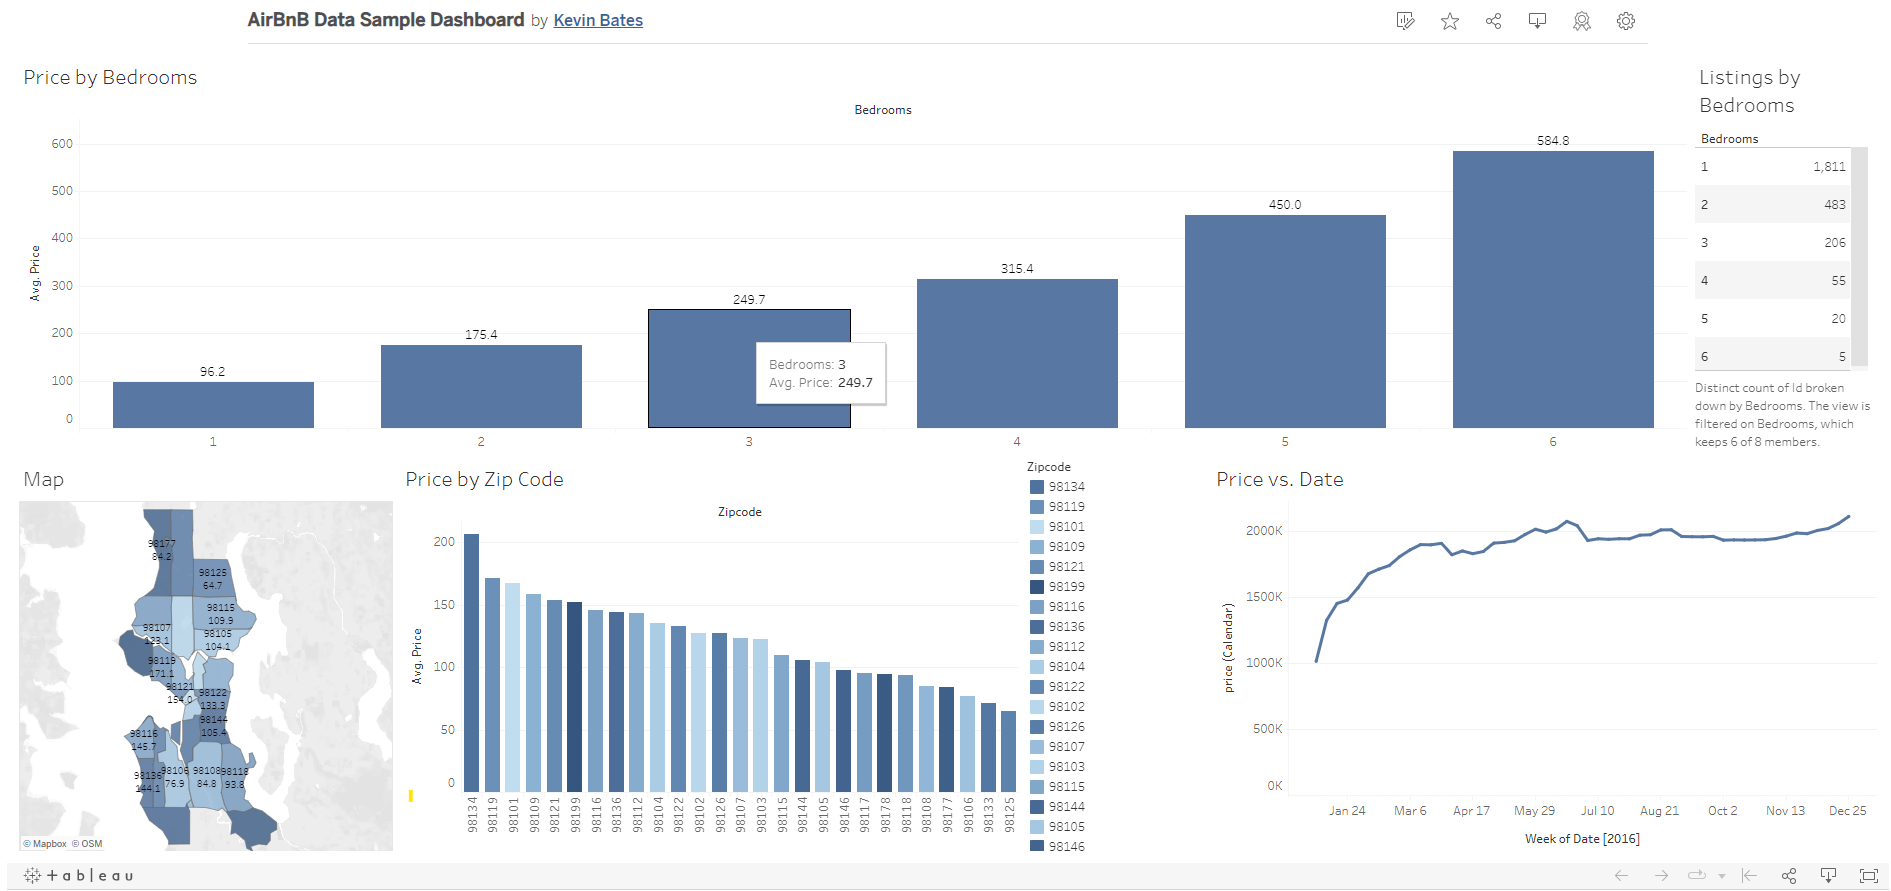 AirBnB Data Sample Dashboard by Kevin Bates
Price by Bedrooms
Bedrooms
Avg. Price
600
500
400
300
200
100
0
96.2
175.4
249.7
315.4
450.0
584.8
Bedrooms: 3
Avg. Price: 249.7
1
2
3
4
5
6
Listings by
Bedrooms
Bedrooms
1 1,811
2 483
3 206
4 55
5 20
6 5
Distinct count of Id broken
down by Bedrooms. The view is
filtered on Bedrooms, which
keeps 6 of 8 members.
Map
98177
84.2
98125
64.7
98115
109.9
98107
123.1
98105
104.1
98119
171.1
98121
154.0
98122
133.3
98144
105.4
98116
145.7
98136
144.1
98106
76.9
98108
84.8
98118
93.8
© Mapbox © OSM
Price by Zip Code
Zipcode
Avg. Price
200
150
100
50
0
98134
98119
98101
98109
98121
98199
98116
98136
98112
98104
98122
98102
98126
98107
98103
98115
98144
98105
98146
98117
98178
98118
98108
98177
98106
98133
98125
Zipcode
98134
98119
98101
98109
98121
98199
98116
98136
98112
98104
98122
98102
98126
98107
98103
98115
98144
98105
98146
Price vs. Date
price (Calendar)
2000K
1500K
1000K
500K
0K
Jan 24
Mar 6
Apr 17
May 29
Jul 10
Aug 21
Oct 2
Nov 13
Dec 25
Week of Date [2016]
+ableau